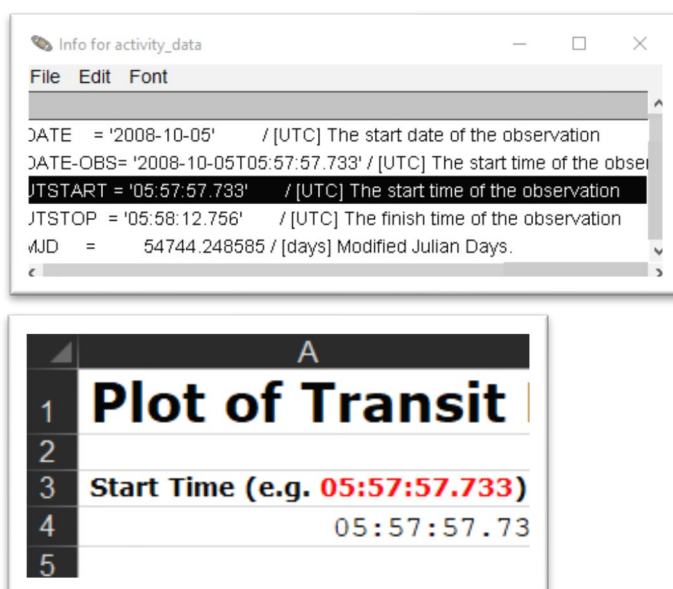 Info for activity_data
File Edit Font
DATE = '2008-10-05' / [UTC] The start date of the observation
DATE-OBS= '2008-10-05T05:57:57.733' / [UTC] The start time of the obser
UTSTART = '05:57:57.733' / [UTC] The start time of the observation
UTSTOP = '05:58:12.756' / [UTC] The finish time of the observation
MJD = 54744.248585 / [days] Modified Julian Days.
A
1 Plot of Transit
2
3 Start Time (e.g. 05:57:57.733)
4 05:57:57.73
5